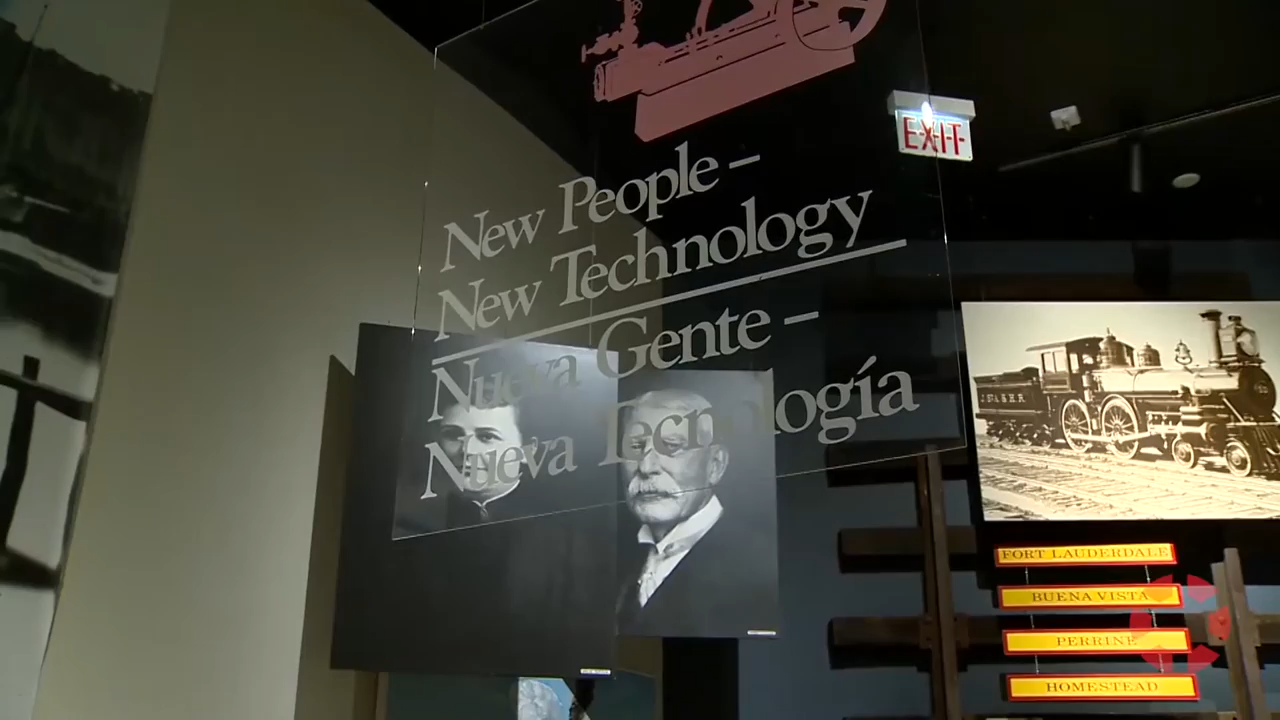 EXIT
New People –
New Technology
Nueva Gente –
Nueva Tecnología
FORT LAUDERDALE
BUENA VISTA
PERRINE
HOMESTEAD